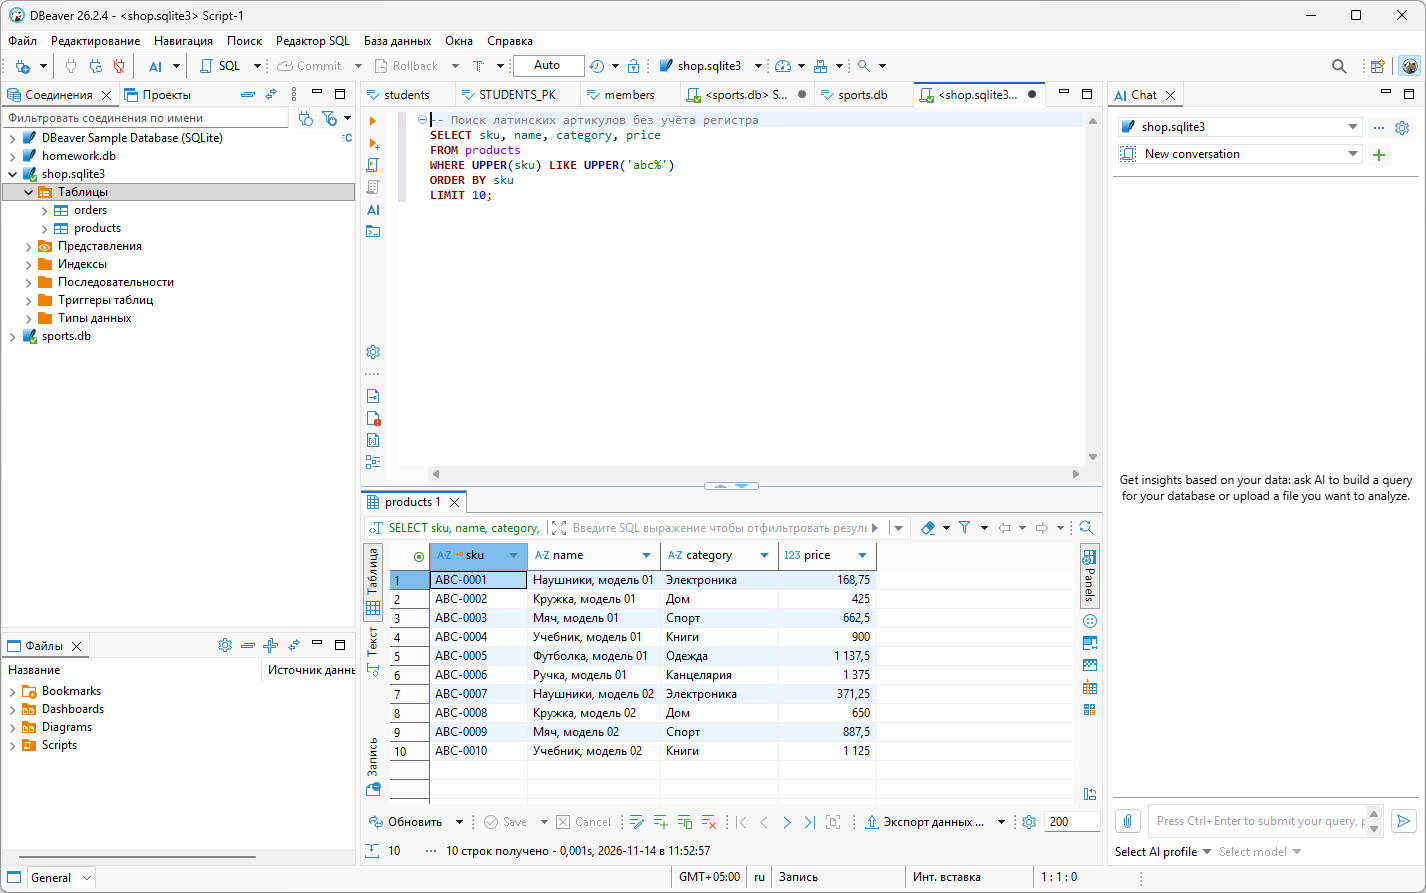 DBeaver 26.2.4 - <shop.sqlite3> Script-1
Файл Редактирование Навигация Поиск Редактор SQL База данных Окна Справка
AI SQL Commit Rollback T Auto shop.sqlite3
Соединения Проекты
Фильтровать соединения по имени
DBeaver Sample Database (SQLite)
homework.db
shop.sqlite3
Таблицы
orders
products
Представления
Индексы
Последовательности
Триггеры таблиц
Типы данных
sports.db
Файлы
Название Источник данн
Bookmarks
Dashboards
Diagrams
Scripts
students STUDENTS_PK members <sports.db> S... sports.db <shop.sqlite3...
AI
-- Поиск латинских артикулов без учёта регистра
SELECT sku, name, category, price
FROM products
WHERE UPPER(sku) LIKE UPPER('abc%')
ORDER BY sku
LIMIT 10;
products 1
SELECT sku, name, category, Введите SQL выражение чтобы отфильтровать резуль
Таблица
Текст
Запись
A-Z sku A-Z name A-Z category 123 price
1 ABC-0001 Наушники, модель 01 Электроника 168,75
2 ABC-0002 Кружка, модель 01 Дом 425
3 ABC-0003 Мяч, модель 01 Спорт 662,5
4 ABC-0004 Учебник, модель 01 Книги 900
5 ABC-0005 Футболка, модель 01 Одежда 1 137,5
6 ABC-0006 Ручка, модель 01 Канцелярия 1 375
7 ABC-0007 Наушники, модель 02 Электроника 371,25
8 ABC-0008 Кружка, модель 02 Дом 650
9 ABC-0009 Мяч, модель 02 Спорт 887,5
10 ABC-0010 Учебник, модель 02 Книги 1 125
Panels
Обновить Save Cancel Экспорт данных ... 200
10 ... 10 строк получено - 0,001s, 2026-11-14 в 11:52:57
AI Chat
shop.sqlite3
New conversation
Get insights based on your data: ask AI to build a query
for your database or upload a file you want to analyze.
Press Ctrl+Enter to submit your query, p
Select AI profile Select model
General GMT+05:00 ru Запись Инт. вставка 1 : 1 : 0